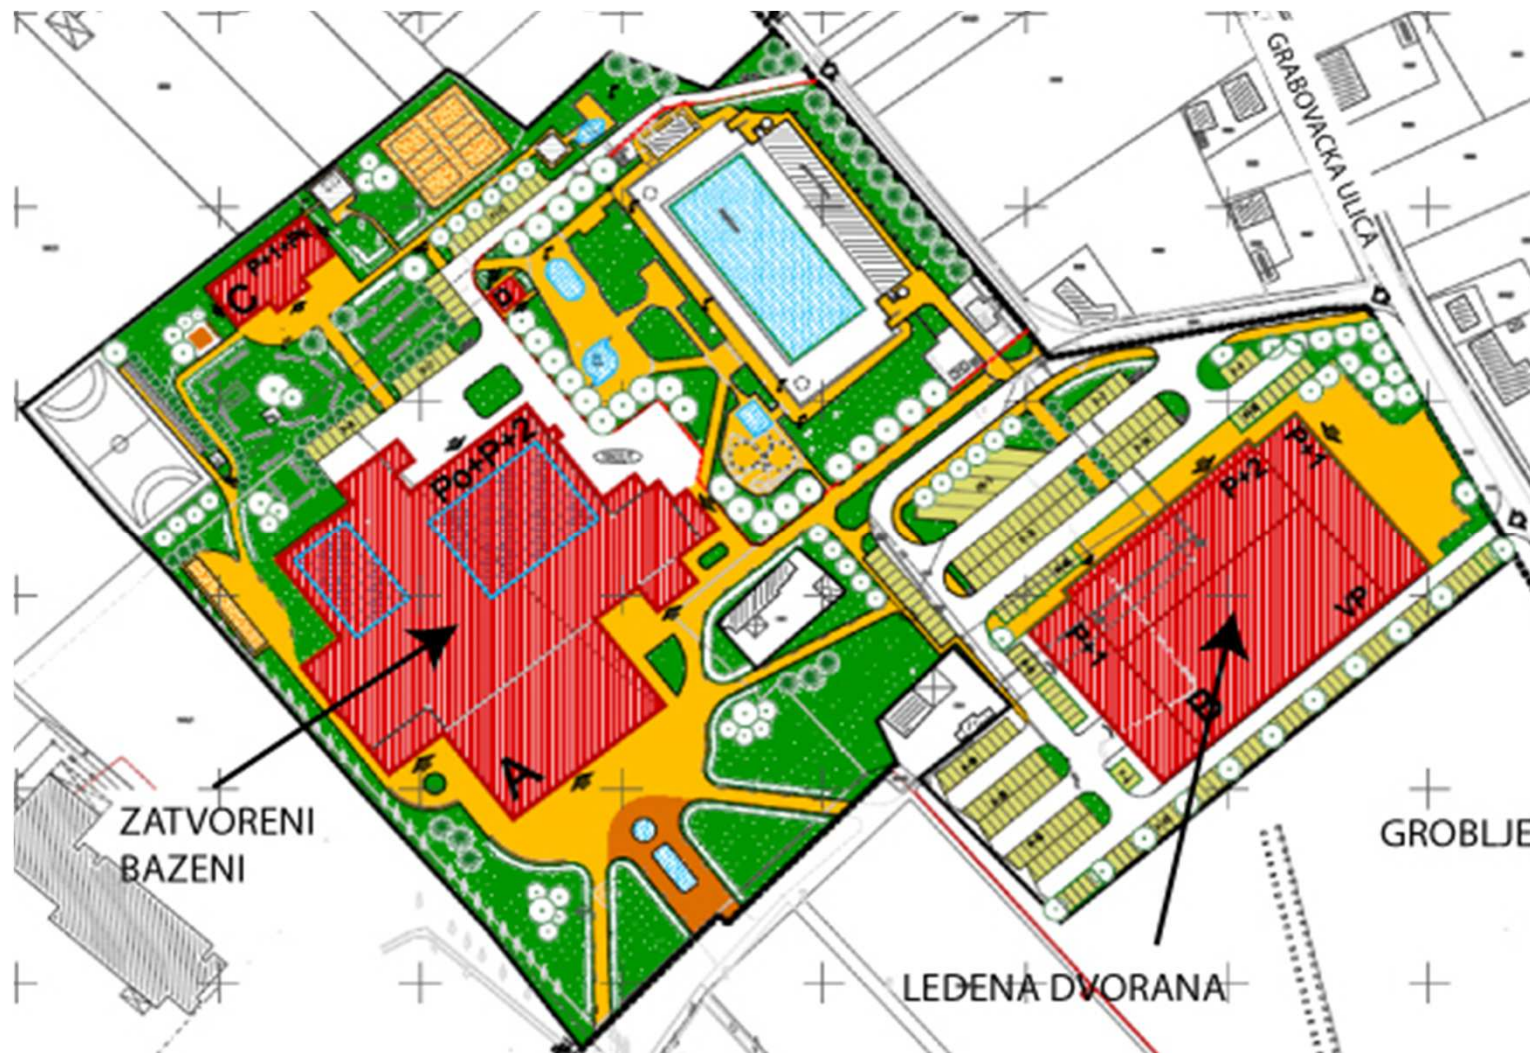 GRABOVACKA ULICA
C
P+1+Pk
D
Po+P+2
P+1
P+2
P+1
VP
B
A
ZATVORENI
BAZENI
GROBLJE
LEDENA DVORANA